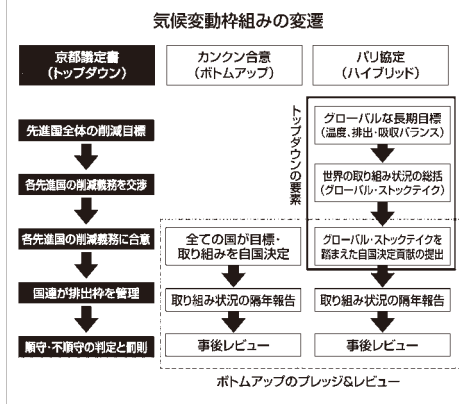 気候変動枠組みの変遷
京都議定書
（トップダウン）
カンクン合意
（ボトムアップ）
パリ協定
（ハイブリッド）
先進国全体の削減目標
各先進国の削減義務を交渉
各先進国の削減義務に合意
国連が排出枠を管理
順守・不順守の判定と罰則
全ての国が目標・
取り組みを自国決定
取り組み状況の隔年報告
事後レビュー
トップダウンの要素
グローバルな長期目標
（温度、排出・吸収バランス）
世界の取り組み状況の総括
（グローバル・ストックテイク）
グローバル・ストックテイクを
踏まえた自国決定貢献の提出
取り組み状況の隔年報告
事後レビュー
ボトムアップのプレッジ&レビュー